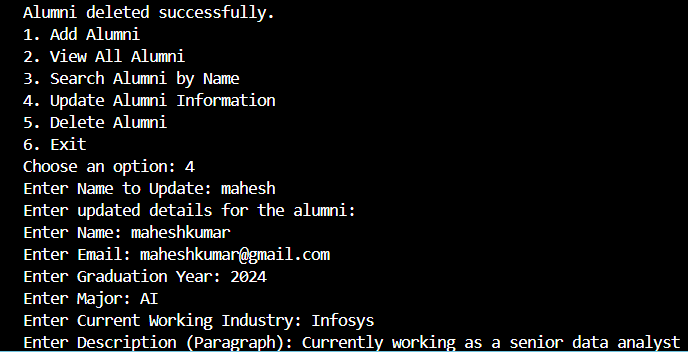 Alumni deleted successfully.
1. Add Alumni
2. View All Alumni
3. Search Alumni by Name
4. Update Alumni Information
5. Delete Alumni
6. Exit
Choose an option: 4
Enter Name to Update: mahesh
Enter updated details for the alumni:
Enter Name: maheshkumar
Enter Email: maheshkumar@gmail.com
Enter Graduation Year: 2024
Enter Major: AI
Enter Current Working Industry: Infosys
Enter Description (Paragraph): Currently working as a senior data analyst